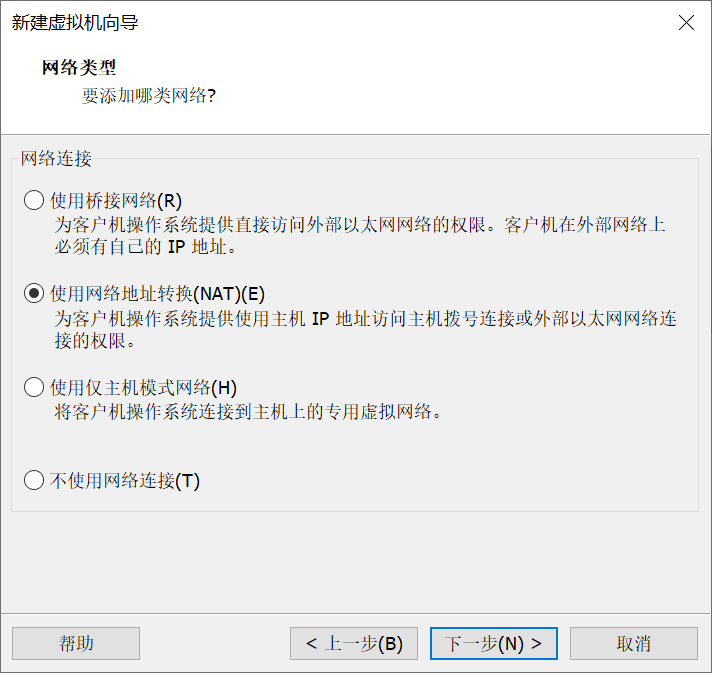 新建虚拟机向导
网络类型
要添加哪类网络?
网络连接
使用桥接网络(R)
为客户机操作系统提供直接访问外部以太网网络的权限。客户机在外部网络上
必须有自己的 IP 地址。
使用网络地址转换(NAT)(E)
为客户机操作系统提供使用主机 IP 地址访问主机拨号连接或外部以太网网络连
接的权限。
使用仅主机模式网络(H)
将客户机操作系统连接到主机上的专用虚拟网络。
不使用网络连接(T)
帮助
< 上一步(B)
下一步(N) >
取消